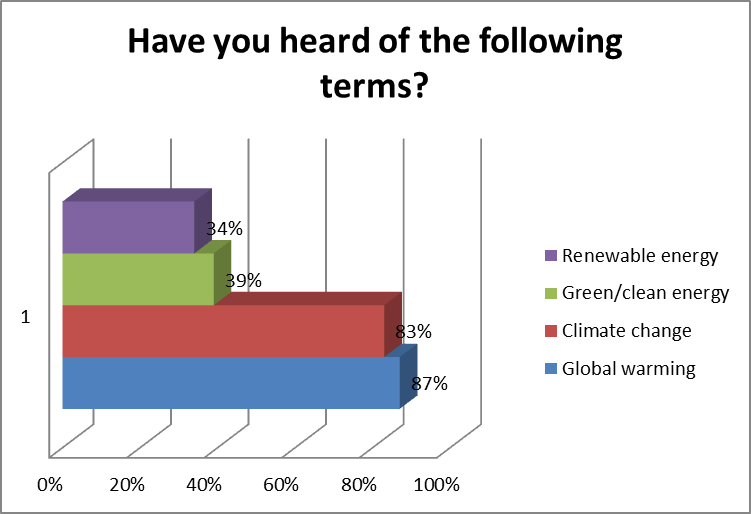 Have you heard of the following
terms?
34%
39%
83%
87%
1
0%
20%
40%
60%
80%
100%
Renewable energy
Green/clean energy
Climate change
Global warming